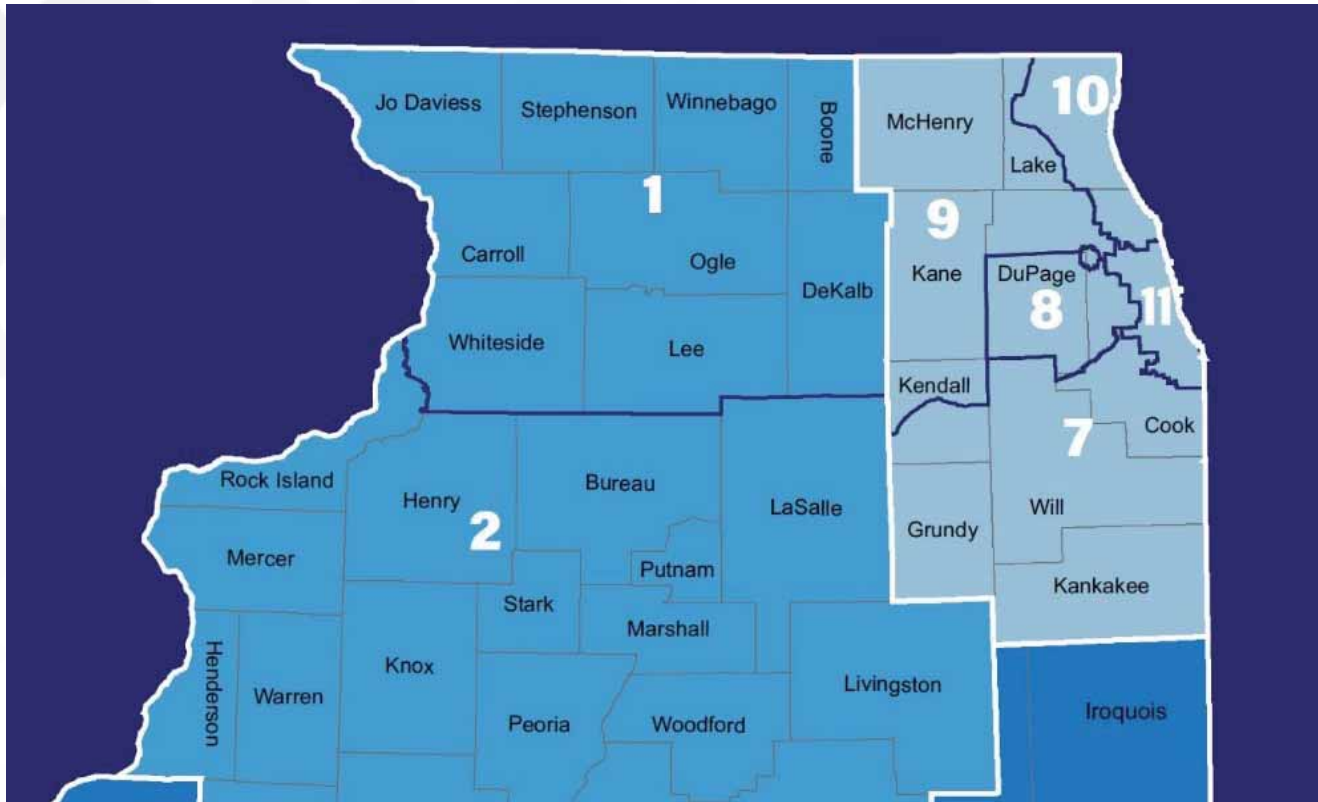 Jo Daviess
Stephenson
Winnebago
Boone
McHenry
10
Lake
1
9
Carroll
Ogle
DeKalb
Kane
DuPage
8
11
Whiteside
Lee
Kendall
Cook
7
Rock Island
Henry
Bureau
LaSalle
Will
2
Grundy
Mercer
Putnam
Kankakee
Stark
Marshall
Henderson
Warren
Knox
Livingston
Peoria
Woodford
Iroquois